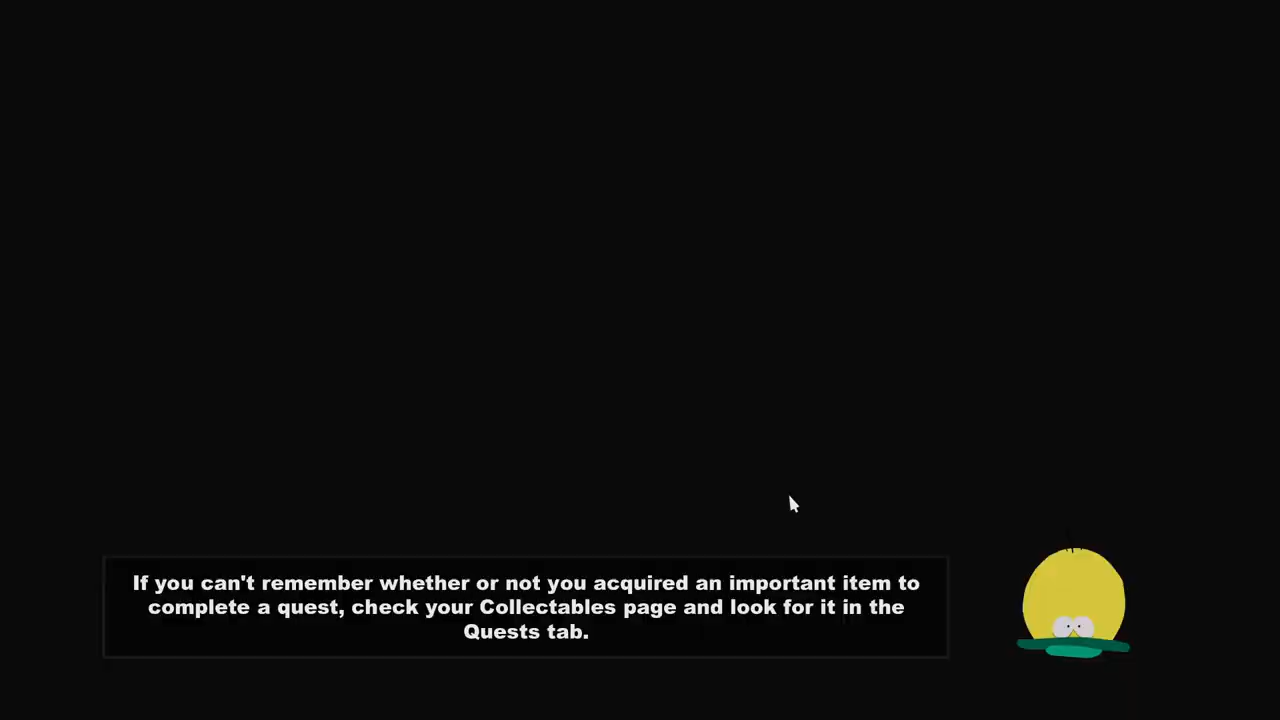 If you can't remember whether or not you acquired an important item to
complete a quest, check your Collectables page and look for it in the
Quests tab.